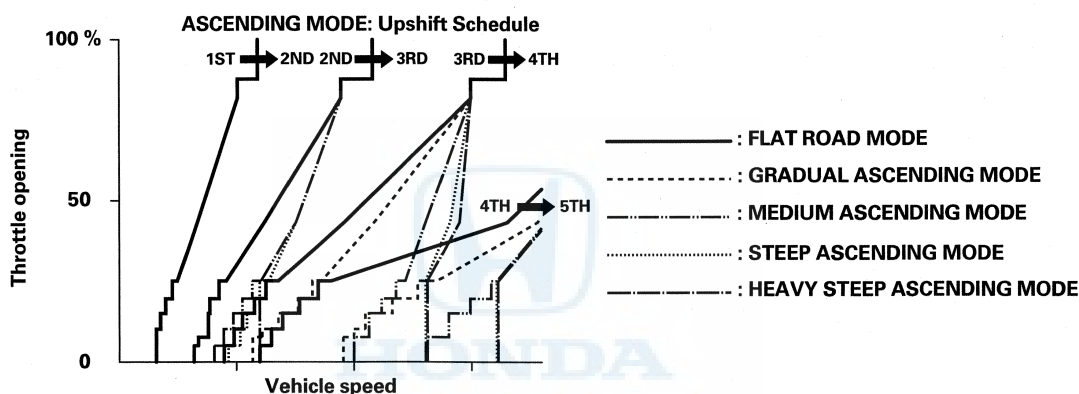 ASCENDING MODE: Upshift Schedule
100 %
1ST 2ND 2ND 3RD 3RD 4TH
Throttle opening
50
4TH 5TH
0
Vehicle speed
: FLAT ROAD MODE
: GRADUAL ASCENDING MODE
: MEDIUM ASCENDING MODE
: STEEP ASCENDING MODE
: HEAVY STEEP ASCENDING MODE
HONDA